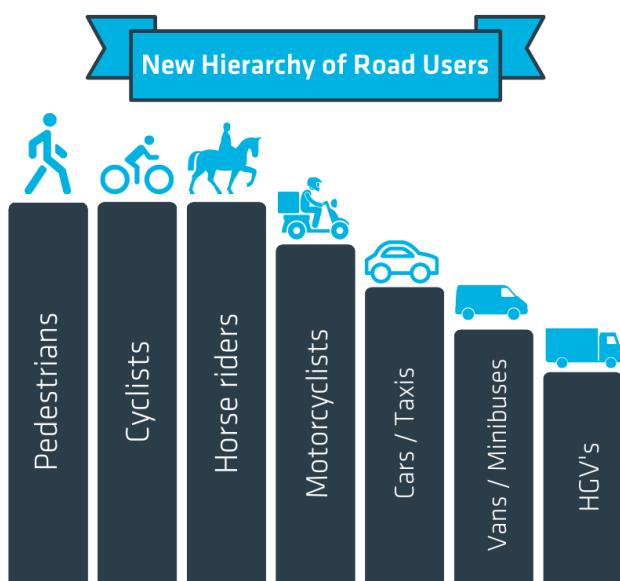 New Hierarchy of Road Users
Pedestrians
Cyclists
Horse riders
Motorcyclists
Cars / Taxis
Vans / Minibuses
HGV's